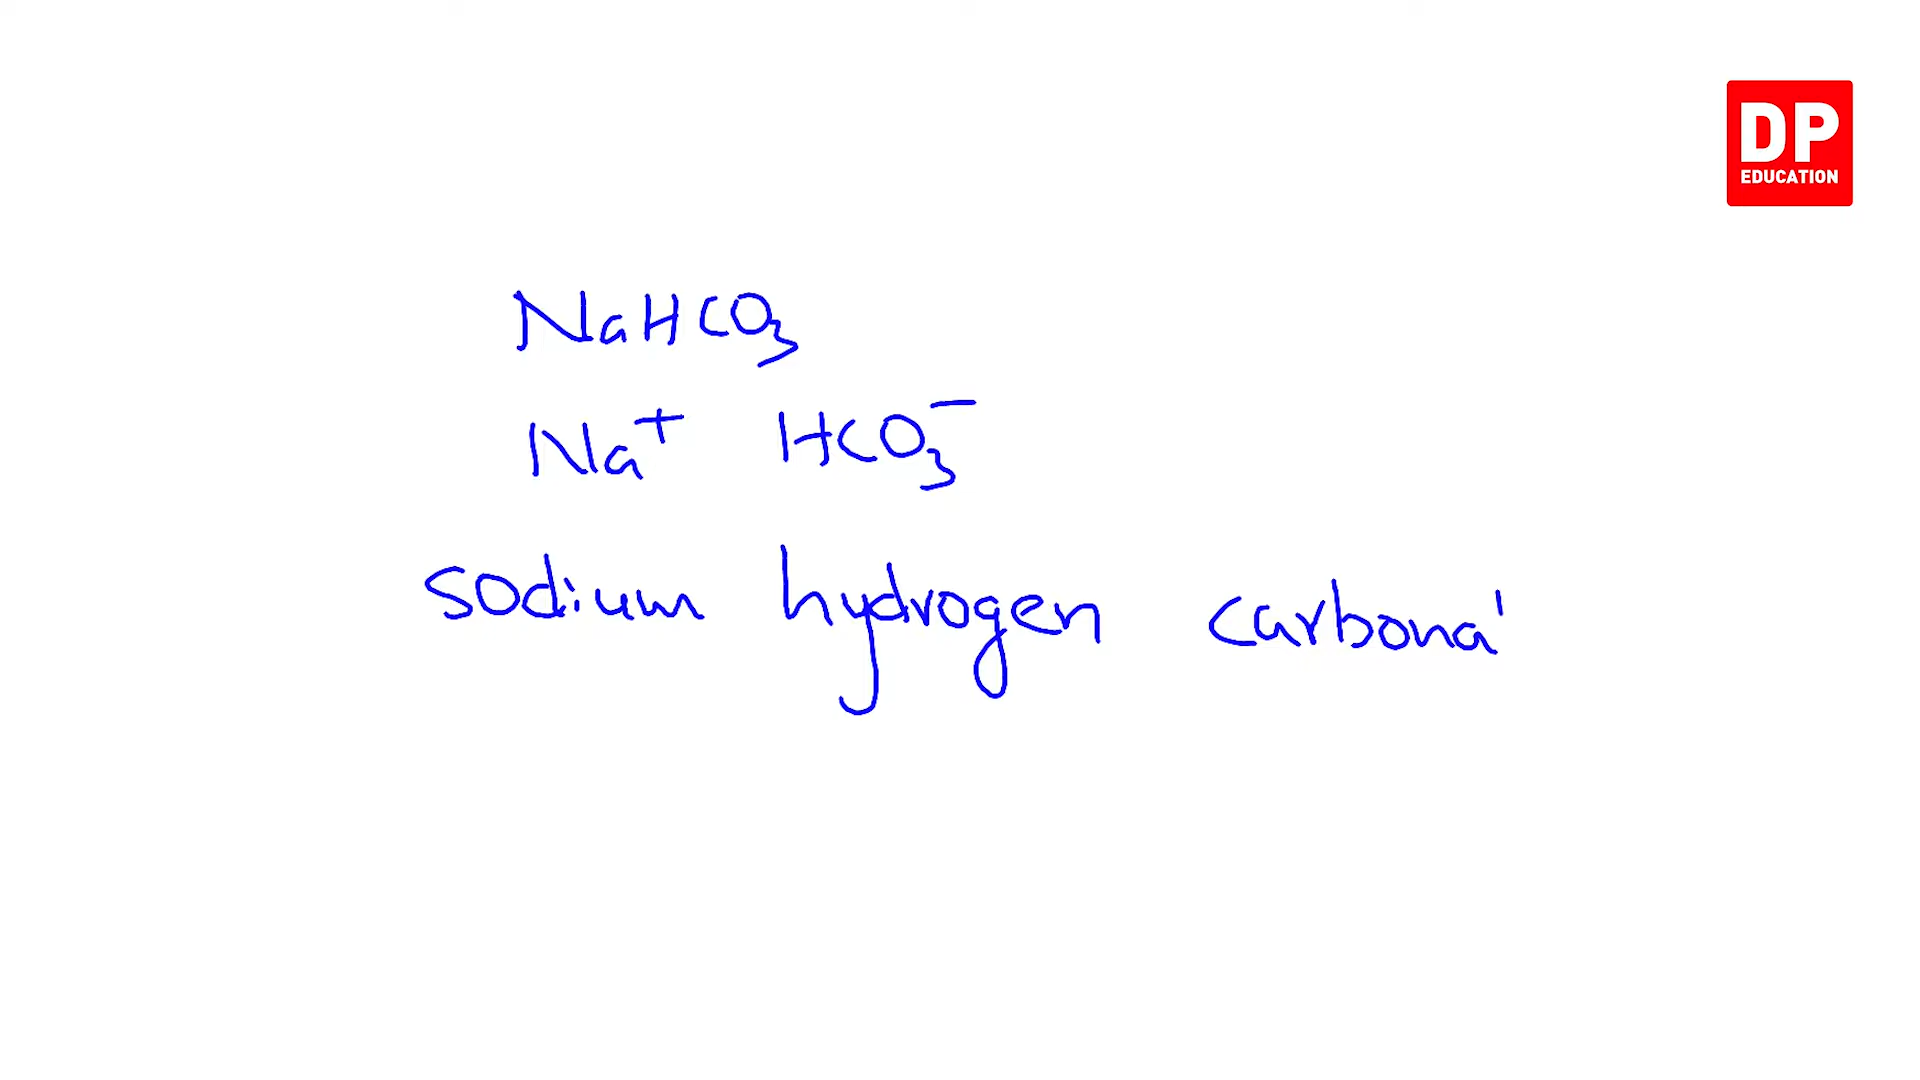 DP
EDUCATION
NaHCO₃
Na⁺ HCO₃⁻
sodium hydrogen carbona'